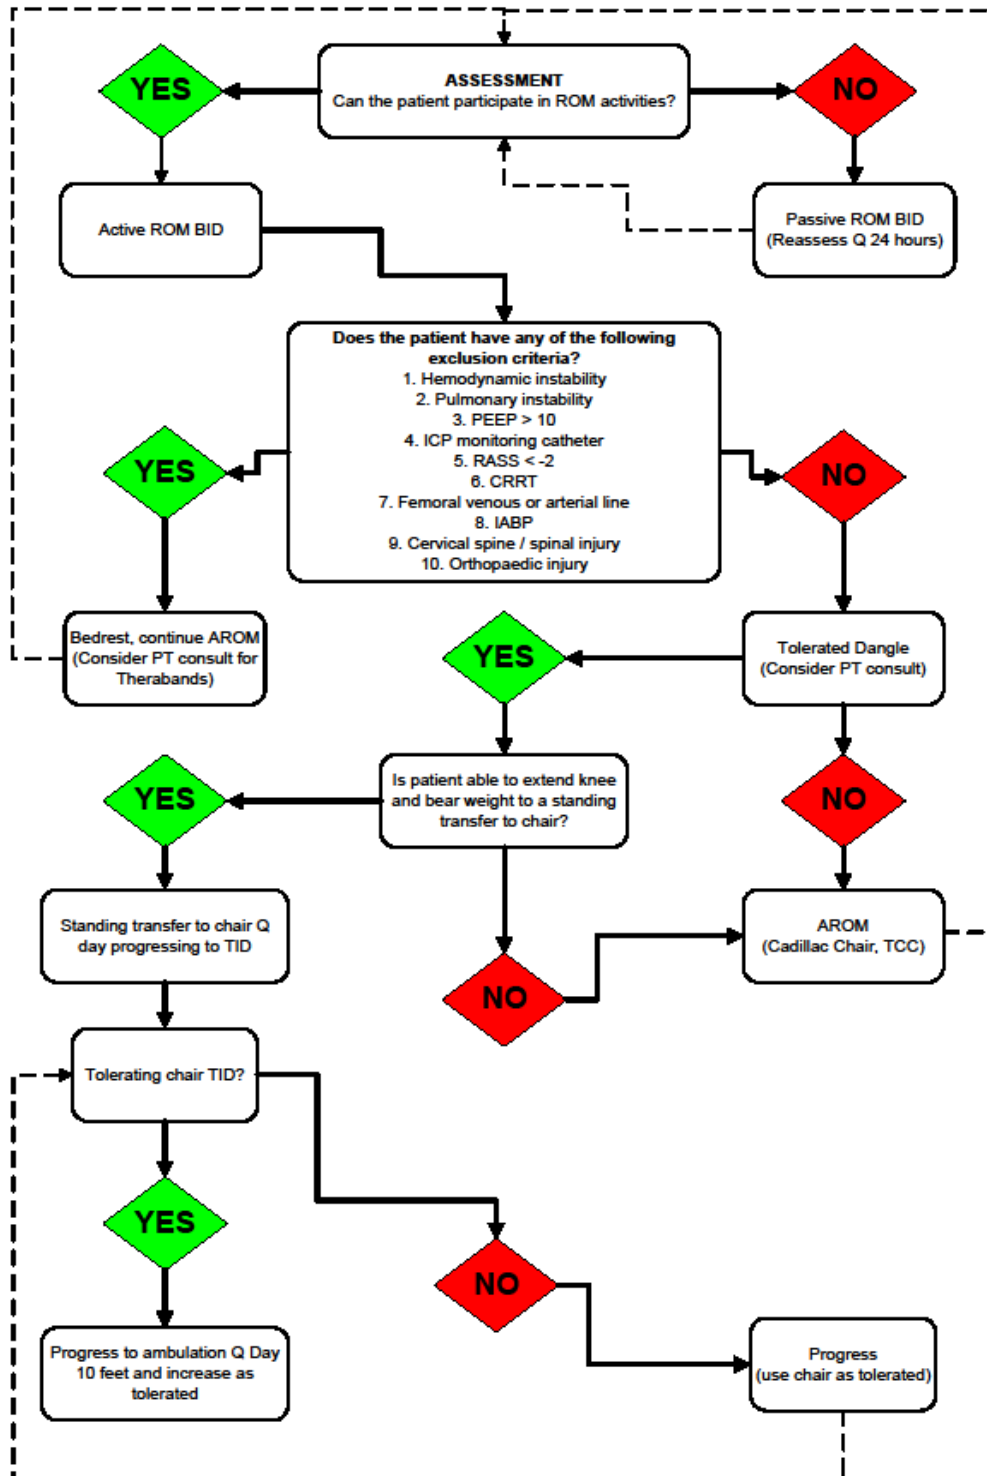 ASSESSMENT
Can the patient participate in ROM activities?
YES
NO
Active ROM BID
Passive ROM BID
(Reassess Q 24 hours)
Does the patient have any of the following
exclusion criteria?
1. Hemodynamic instability
2. Pulmonary instability
3. PEEP > 10
4. ICP monitoring catheter
5. RASS < -2
6. CRRT
7. Femoral venous or arterial line
8. IABP
9. Cervical spine / spinal injury
10. Orthopaedic injury
YES
NO
Bedrest, continue AROM
(Consider PT consult for
Therabands)
Tolerated Dangle
(Consider PT consult)
YES
NO
Is patient able to extend knee
and bear weight to a standing
transfer to chair?
YES
NO
Standing transfer to chair Q
day progressing to TID
AROM
(Cadillac Chair, TCC)
Tolerating chair TID?
YES
NO
Progress to ambulation Q Day
10 feet and increase as
tolerated
Progress
(use chair as tolerated)